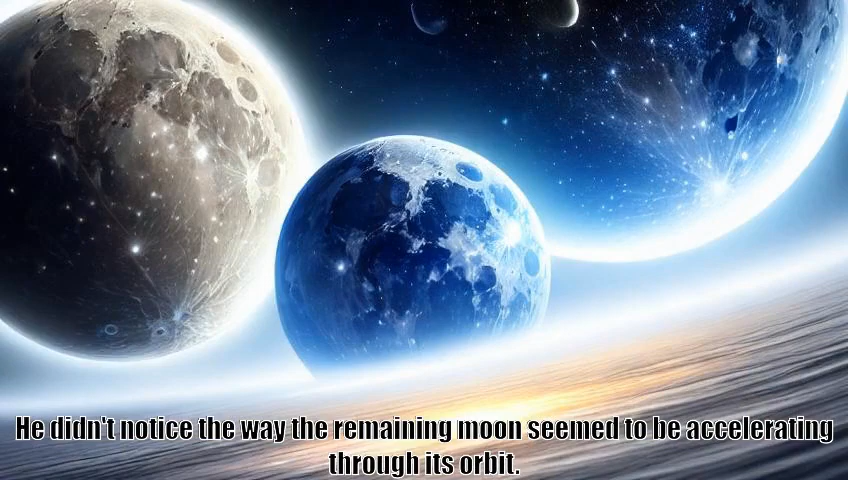 He didn't notice the way the remaining moon seemed to be accelerating
through its orbit.